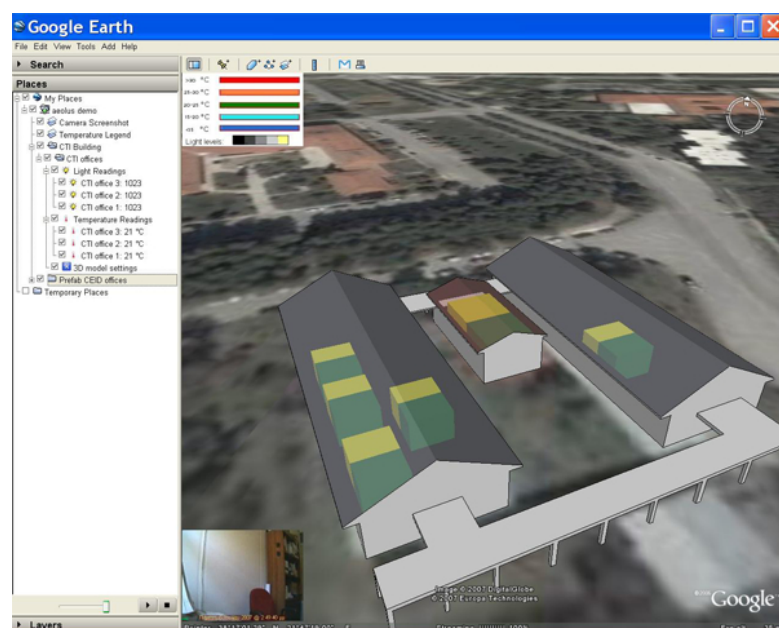 Google Earth
File Edit View Tools Add Help
Search
Places
My Places
aeolus demo
Camera Screenshot
Temperature Legend
CTI Building
CTI offices
Light Readings
CTI office 3: 1023
CTI office 2: 1023
CTI office 1: 1023
Temperature Readings
CTI office 3: 21 °C
CTI office 2: 21 °C
CTI office 1: 21 °C
3D model settings
Prefab CEID offices
Temporary Places
Layers
°C
°C
°C
°C
°C
Light levels:
N
Image © 2007 DigitalGlobe
© 2007 Europa Technologies
Google